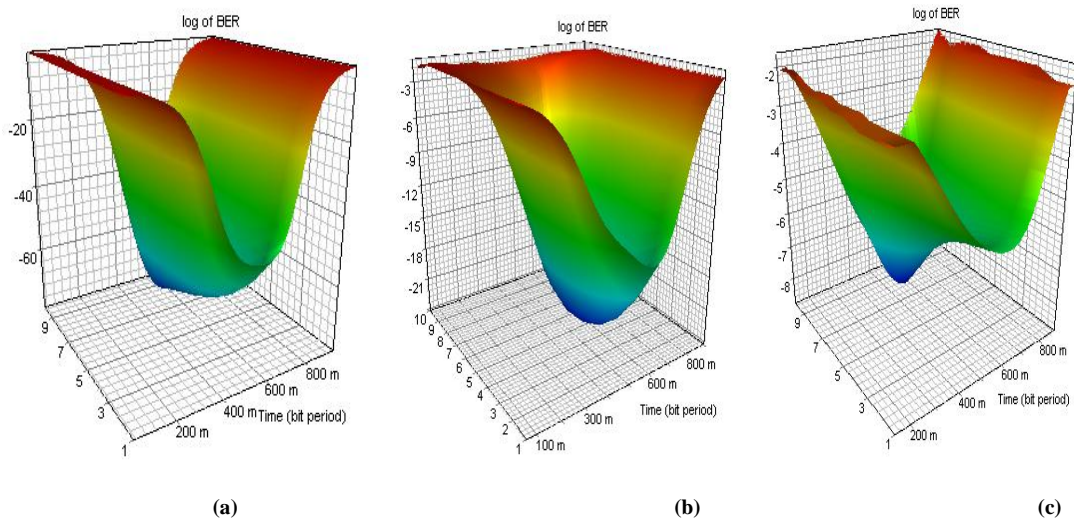 log of BER
-20
-40
-60
9
7
5
3
1
200 m
400 m
600 m
800 m
Time (bit period)
(a)
log of BER
-3
-6
-9
-12
-15
-18
-21
10
9
8
7
6
5
4
3
2
1
100 m
300 m
600 m
800 m
Time (bit period)
(b)
log of BER
-2
-3
-4
-5
-6
-7
-8
9
7
3
1
200 m
400 m
600 m
800 m
Time (bit period)
(c)